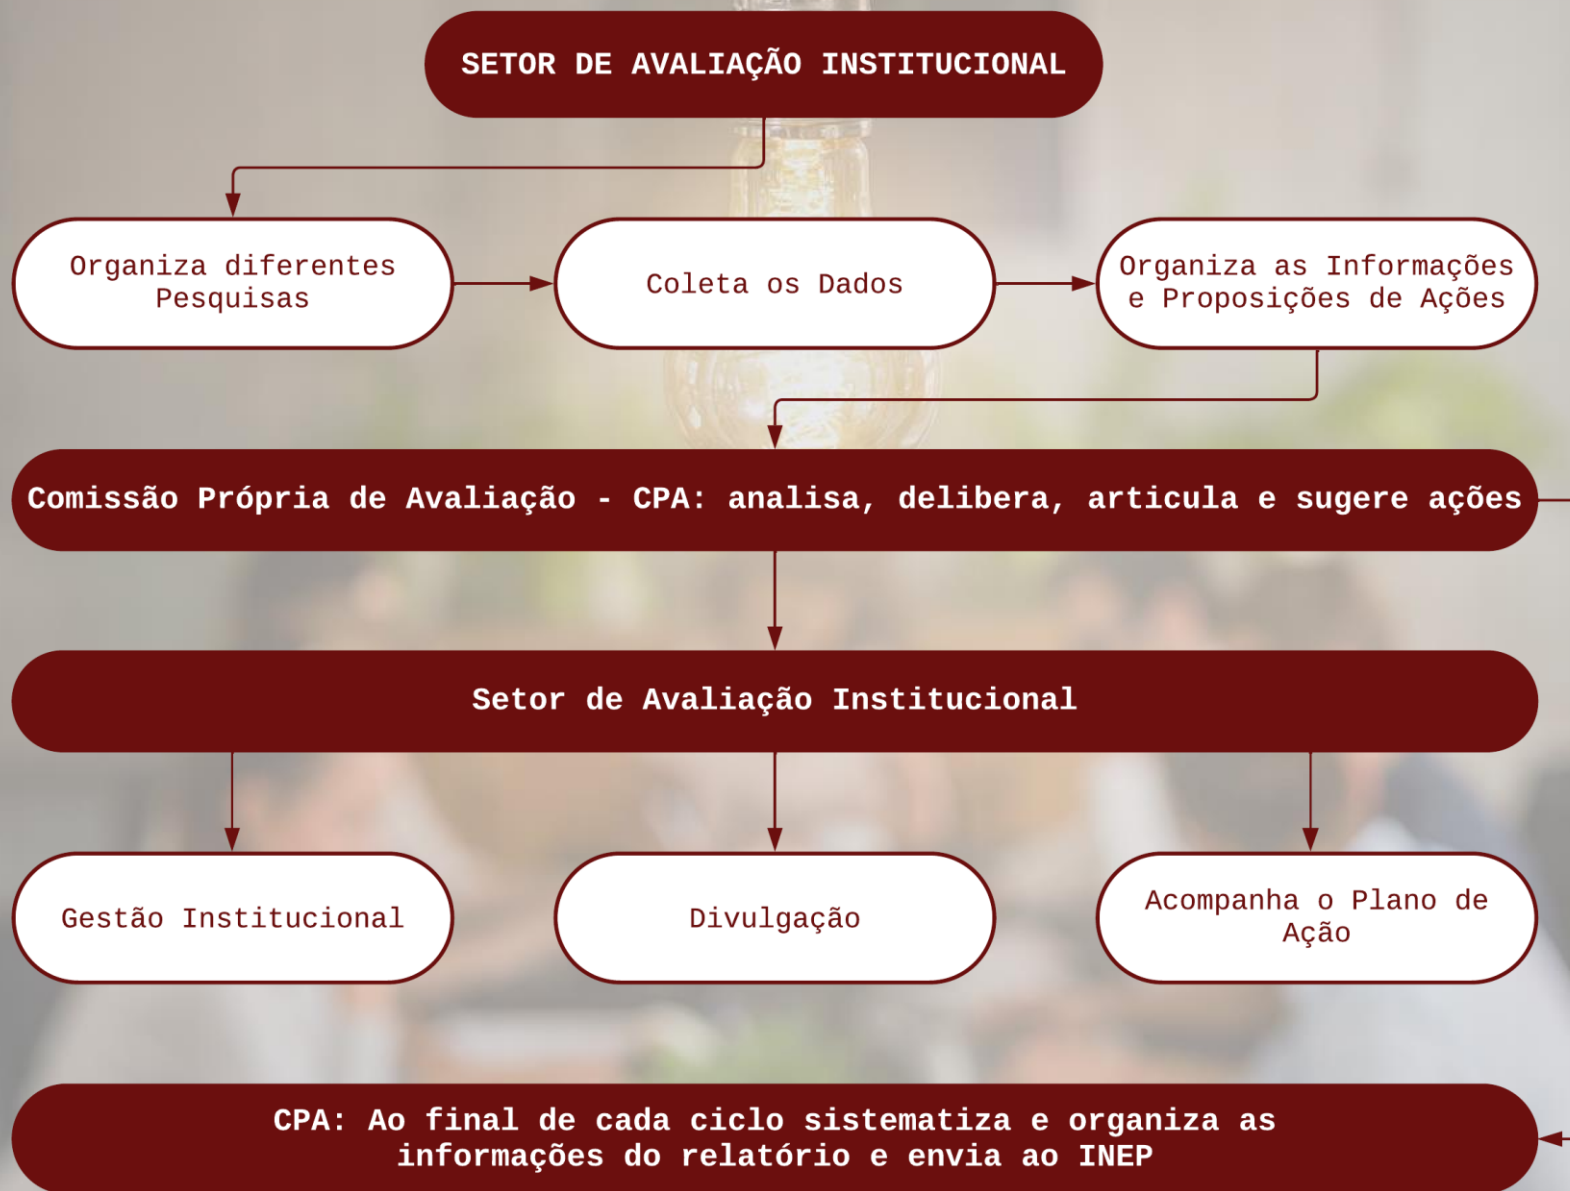 SETOR DE AVALIAÇÃO INSTITUCIONAL
Organiza diferentes
Pesquisas
Coleta os Dados
Organiza as Informações
e Proposições de Ações
Comissão Própria de Avaliação - CPA: analisa, delibera, articula e sugere ações
Setor de Avaliação Institucional
Gestão Institucional
Divulgação
Acompanha o Plano de
Ação
CPA: Ao final de cada ciclo sistematiza e organiza as
informações do relatório e envia ao INEP